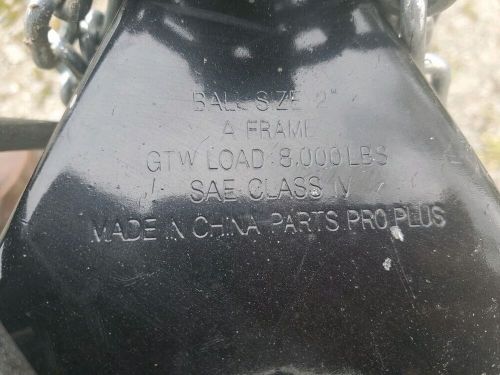 BALL SIZE 2"
A FRAME
GTW LOAD 8,000 LBS
SAE CLASS IV
MADE IN CHINA PARTS PRO PLUS